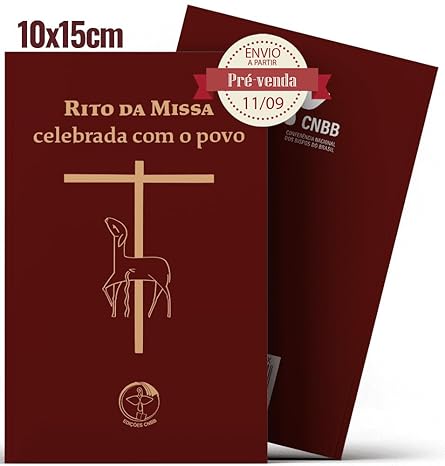 10x15cm
ENVIO
A PARTIR
Pré-venda
11/09
RITO DA MISSA
celebrada com o povo
EDIÇÕES CNBB
CNBB
CONFERÊNCIA NACIONAL
DOS BISPOS DO BRASIL